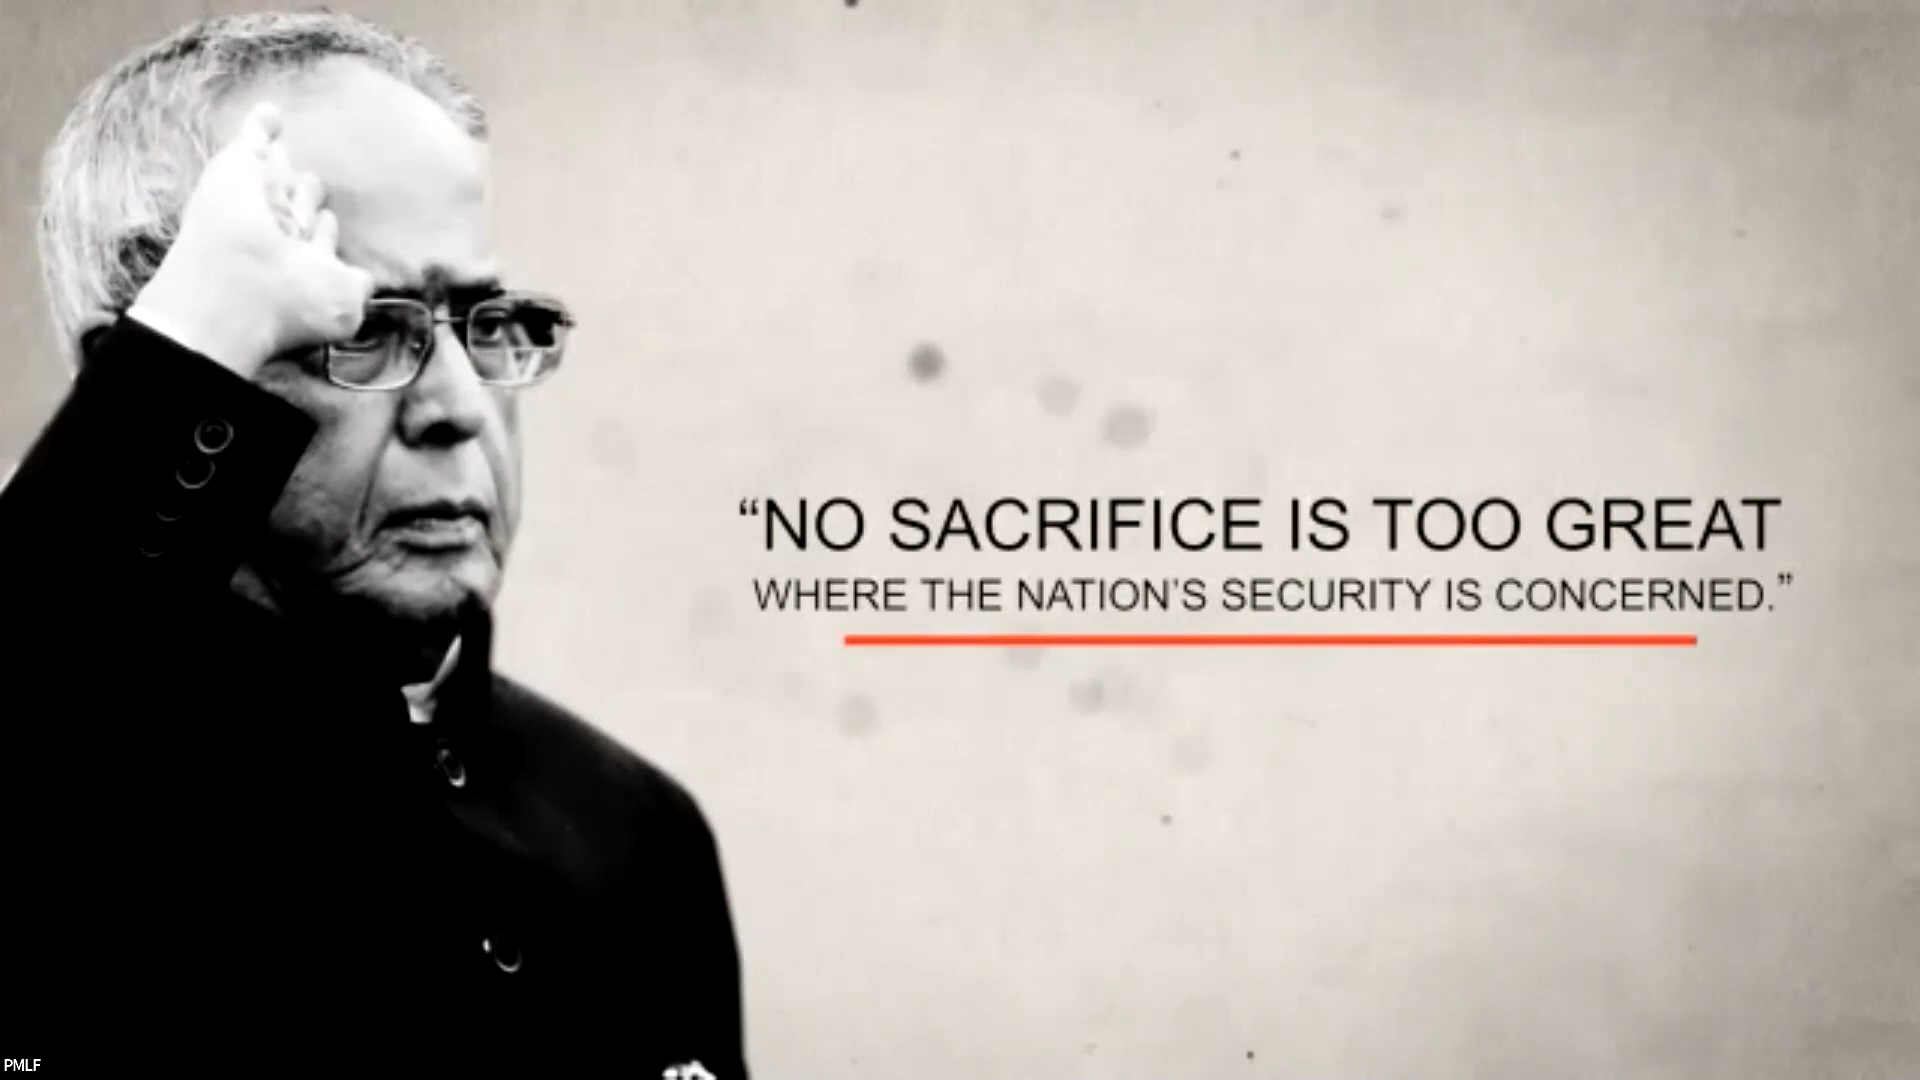 “NO SACRIFICE IS TOO GREAT
WHERE THE NATION’S SECURITY IS CONCERNED.”
PMLF